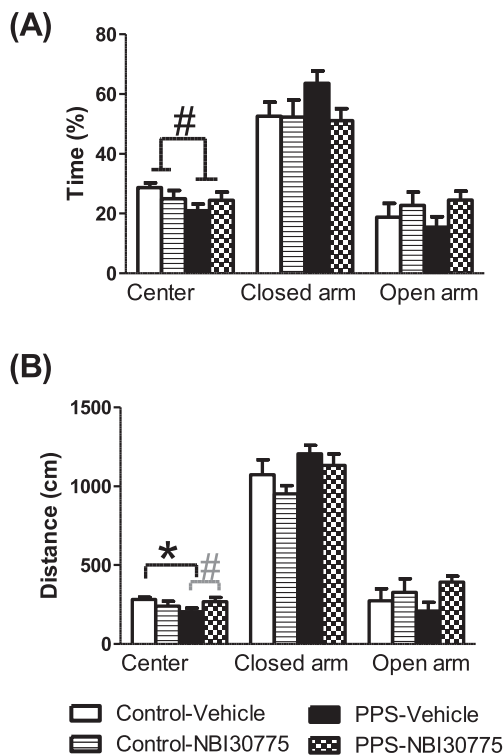 (A)
80
60
40
20
0
Time (%)
#
Center Closed arm Open arm
(B)
1500
1000
500
0
Distance (cm)
* #
Center Closed arm Open arm
Control-Vehicle PPS-Vehicle
Control-NBI30775 PPS-NBI30775